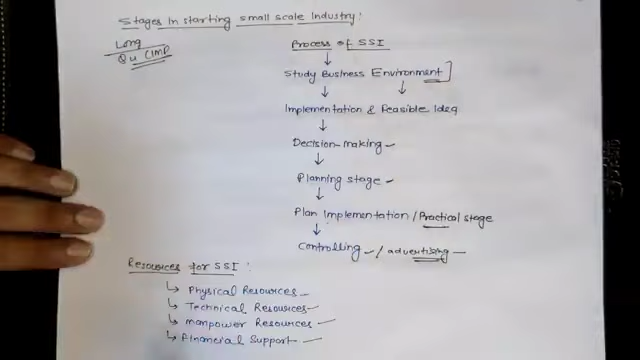 Stages in starting small scale Industry:
Long
Qu (IMP
Process of SSI
Study Business Environment
Implementation & Feasible Idea
Decision-making
Planning stage
Plan Implementation / Practical stage
Controlling / advertising
Resources for SSI:
Physical Resources
Technical Resources
Manpower Resources
Financial Support